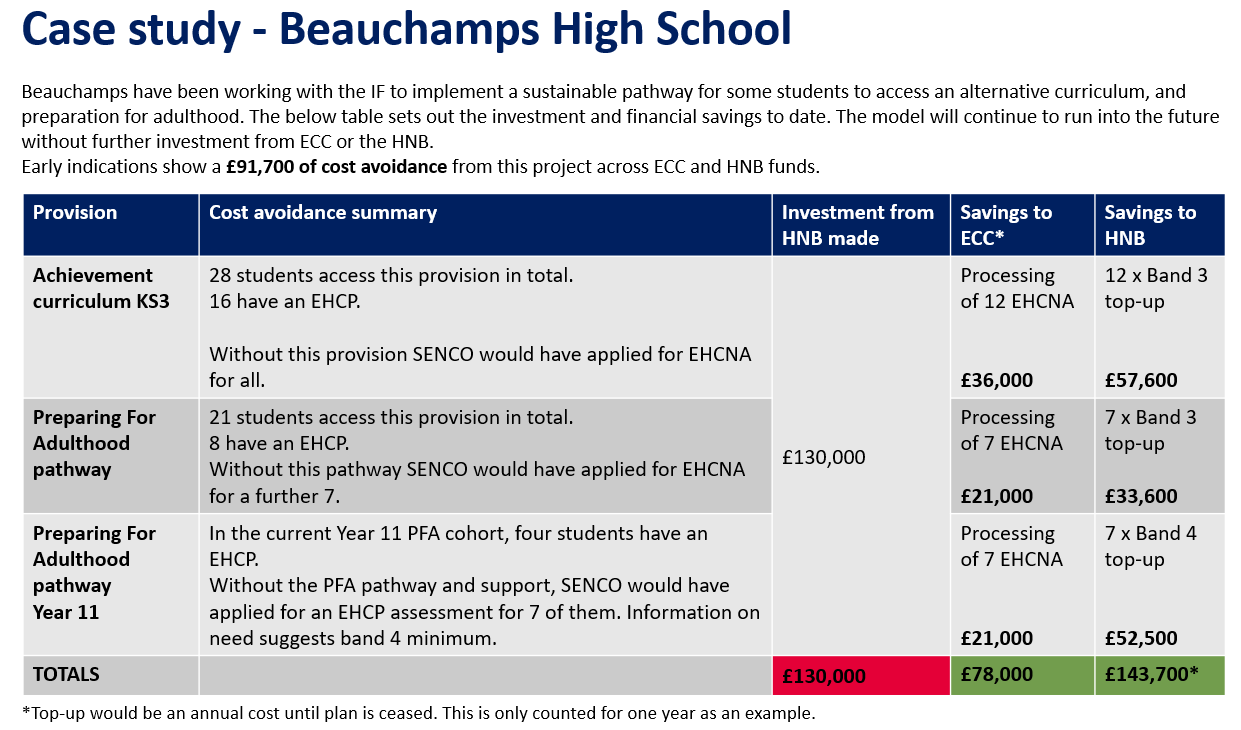 Case study - Beauchamps High School
Beauchamps have been working with the IF to implement a sustainable pathway for some students to access an alternative curriculum, and
preparation for adulthood. The below table sets out the investment and financial savings to date. The model will continue to run into the future
without further investment from ECC or the HNB.
Early indications show a £91,700 of cost avoidance from this project across ECC and HNB funds.
Provision
Cost avoidance summary
Investment from
HNB made
Savings to
ECC*
Savings to
HNB
Achievement
curriculum KS3
28 students access this provision in total.
16 have an EHCP.
Without this provision SENCO would have applied for EHCNA
for all.
£130,000
Processing
of 12 EHCNA
£36,000
12 x Band 3
top-up
£57,600
Preparing For
Adulthood
pathway
21 students access this provision in total.
8 have an EHCP.
Without this pathway SENCO would have applied for EHCNA
for a further 7.
Processing
of 7 EHCNA
£21,000
7 x Band 3
top-up
£33,600
Preparing For
Adulthood
pathway
Year 11
In the current Year 11 PFA cohort, four students have an
EHCP.
Without the PFA pathway and support, SENCO would have
applied for an EHCP assessment for 7 of them. Information on
need suggests band 4 minimum.
Processing
of 7 EHCNA
£21,000
7 x Band 4
top-up
£52,500
TOTALS
£130,000
£78,000
£143,700*
*Top-up would be an annual cost until plan is ceased. This is only counted for one year as an example.